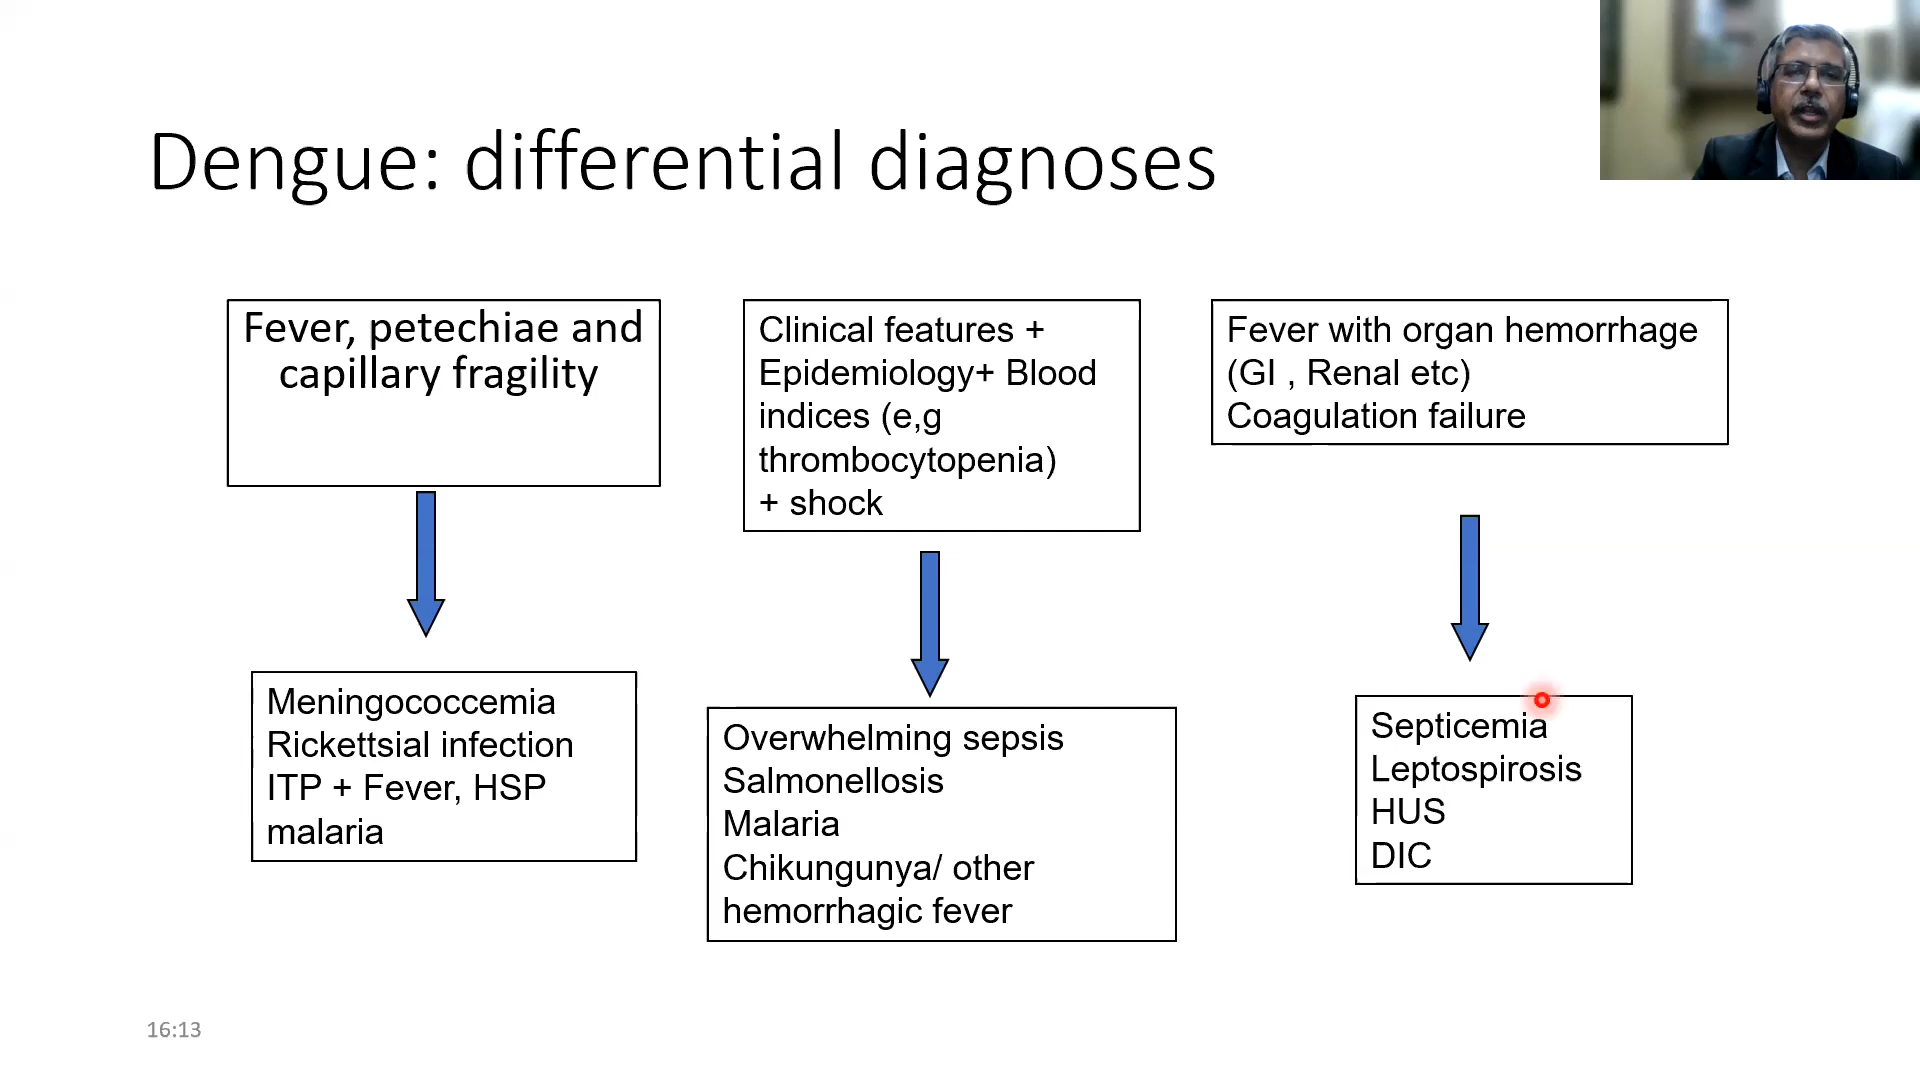 Dengue: differential diagnoses
Fever, petechiae and
capillary fragility
Clinical features +
Epidemiology+ Blood
indices (e,g
thrombocytopenia)
+ shock
Fever with organ hemorrhage
(GI , Renal etc)
Coagulation failure
Meningococcemia
Rickettsial infection
ITP + Fever, HSP
malaria
Overwhelming sepsis
Salmonellosis
Malaria
Chikungunya/ other
hemorrhagic fever
Septicemia
Leptospirosis
HUS
DIC
16:13